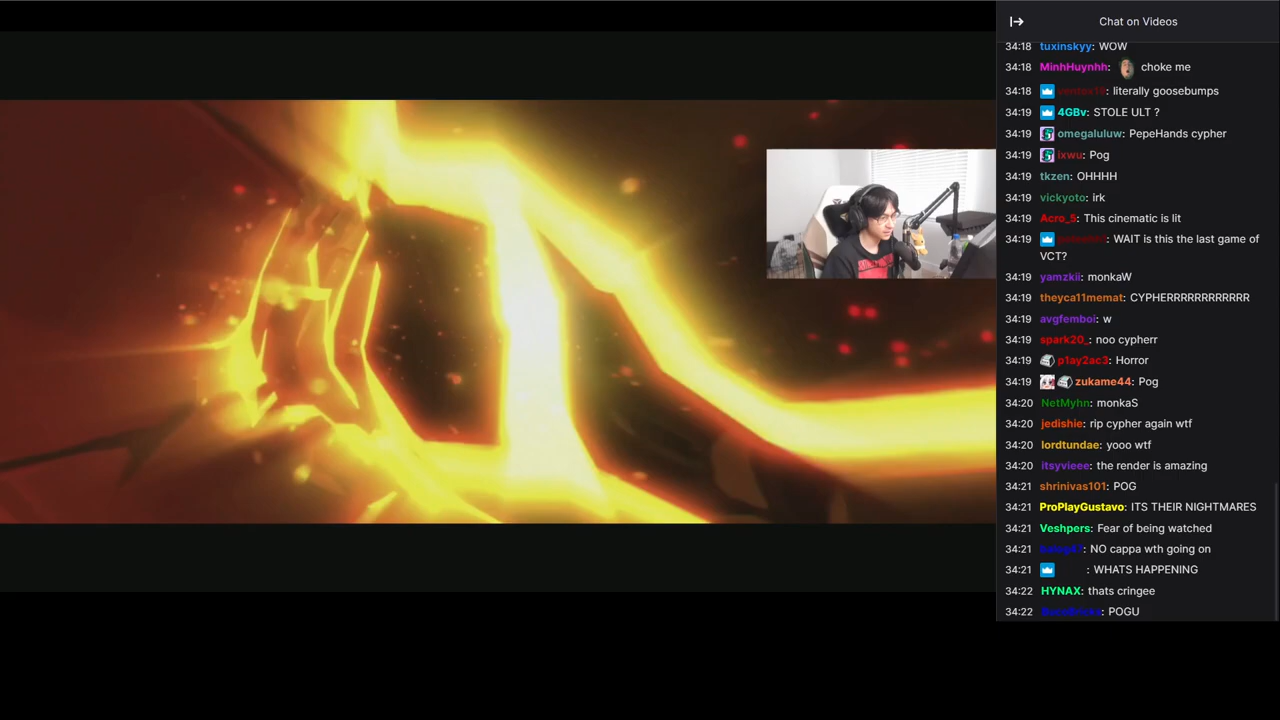 Chat on Videos
34:18 tuxinskyy: WOW
34:18 MinhHuynhh: choke me
34:18 : literally goosebumps
34:19 4GBv: STOLE ULT ?
34:19 omegaluluw: PepeHands cypher
34:19 ixwu: Pog
34:19 tkzen: OHHHH
34:19 vickyoto: irk
34:19 Acro_5: This cinematic is lit
34:19 : WAIT is this the last game of
VCT?
34:19 yamzkii: monkaW
34:19 theyca11memat: CYPHERRRRRRRRRRR
34:19 avgfemboi: w
34:19 spark20_: noo cypherr
34:19 p1ay2ac3: Horror
34:19 zukame44: Pog
34:20 NetMyhn: monkaS
34:20 jedishie: rip cypher again wtf
34:20 lordtundae: yooo wtf
34:20 itsyvieee: the render is amazing
34:21 shrinivas101: POG
34:21 ProPlayGustavo: ITS THEIR NIGHTMARES
34:21 Veshpers: Fear of being watched
34:21 : NO cappa wth going on
34:21 : WHATS HAPPENING
34:22 HYNAX: thats cringee
34:22 : POGU